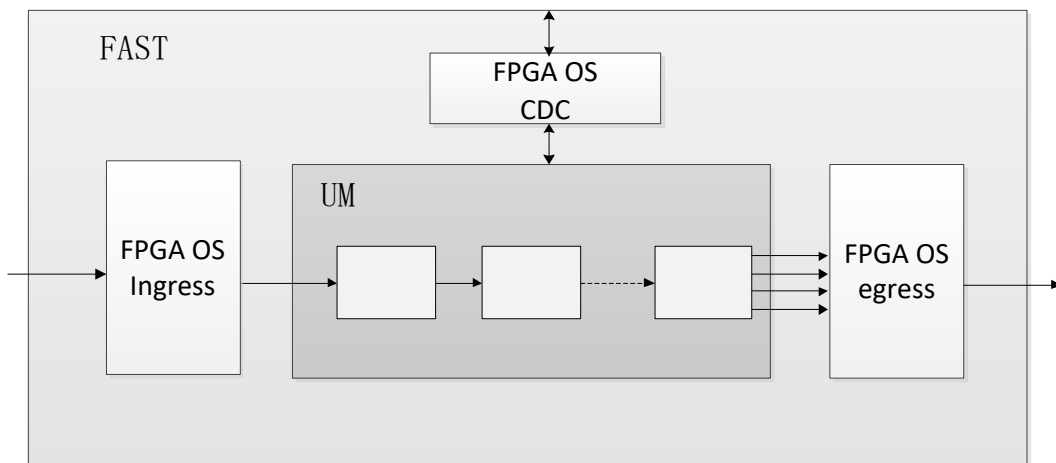 FAST
FPGA OS
CDC
UM
FPGA OS
Ingress
FPGA OS
egress